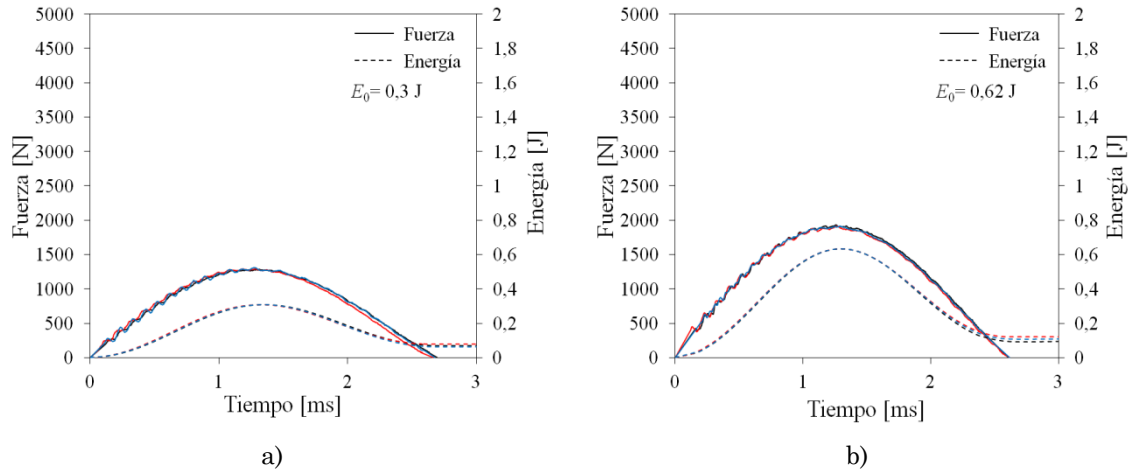 5000
4500
4000
3500
3000
2500
2000
1500
1000
500
0
Fuerza [N]
2
1,8
1,6
1,4
1,2
1
0,8
0,6
0,4
0,2
0
Energía [J]
Fuerza
Energía
E₀= 0,3 J
0 1 2 3
Tiempo [ms]
a)
5000
4500
4000
3500
3000
2500
2000
1500
1000
500
0
Fuerza [N]
2
1,8
1,6
1,4
1,2
1
0,8
0,6
0,4
0,2
0
Energía [J]
Fuerza
Energía
E₀= 0,62 J
0 1 2 3
Tiempo [ms]
b)